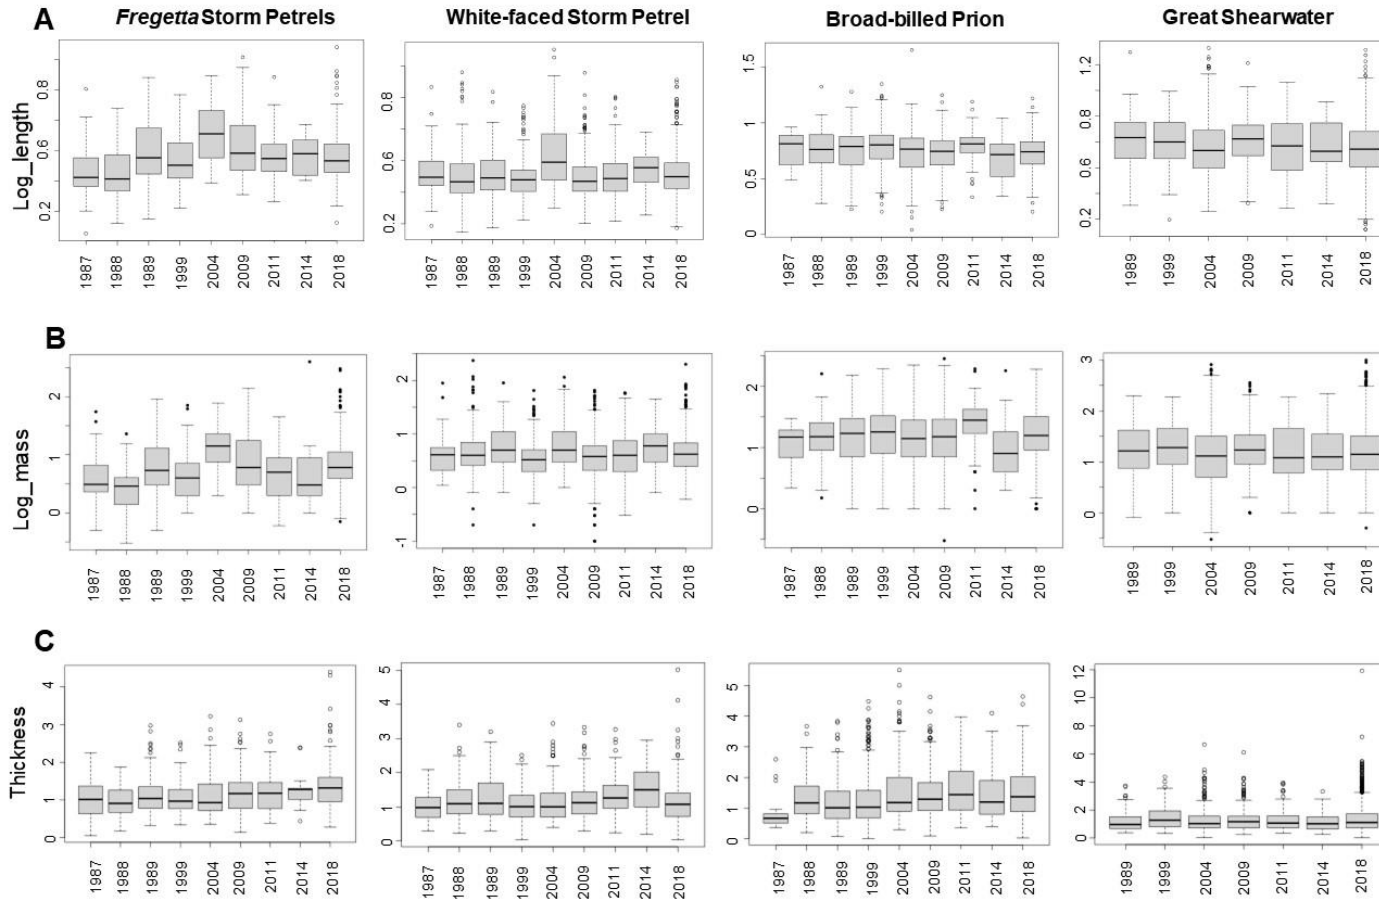 A
Fregetta Storm Petrels White-faced Storm Petrel Broad-billed Prion Great Shearwater
Log_length
0.2 0.6 0.8
0.2 0.4 0.6 0.8
0 0.5 1 1.5
0.2 0.6 0.8 1.2
1987 1988 1989 1999 2004 2009 2011 2014 2018
1987 1988 1989 1999 2004 2009 2011 2014 2018
1987 1988 1989 1999 2004 2009 2011 2014 2018
1989 1999 2004 2009 2011 2014 2018
B
Log_mass
0 1 2
-1 0 1 2
0 1 2
0 1 2 3
1987 1988 1989 1999 2004 2009 2011 2014 2018
1987 1988 1989 1999 2004 2009 2011 2014 2018
1987 1988 1989 1999 2004 2009 2011 2014 2018
1989 1999 2004 2009 2011 2014 2018
C
Thickness
0 1 2 3 4
0 1 2 3 4 5
0 1 2 3 4 5
0 2 4 6 8 10 12
1987 1988 1989 1999 2004 2009 2011 2014 2018
1987 1988 1989 1999 2004 2009 2011 2014 2018
1987 1988 1989 1999 2004 2009 2011 2014 2018
1989 1999 2004 2009 2011 2014 2018